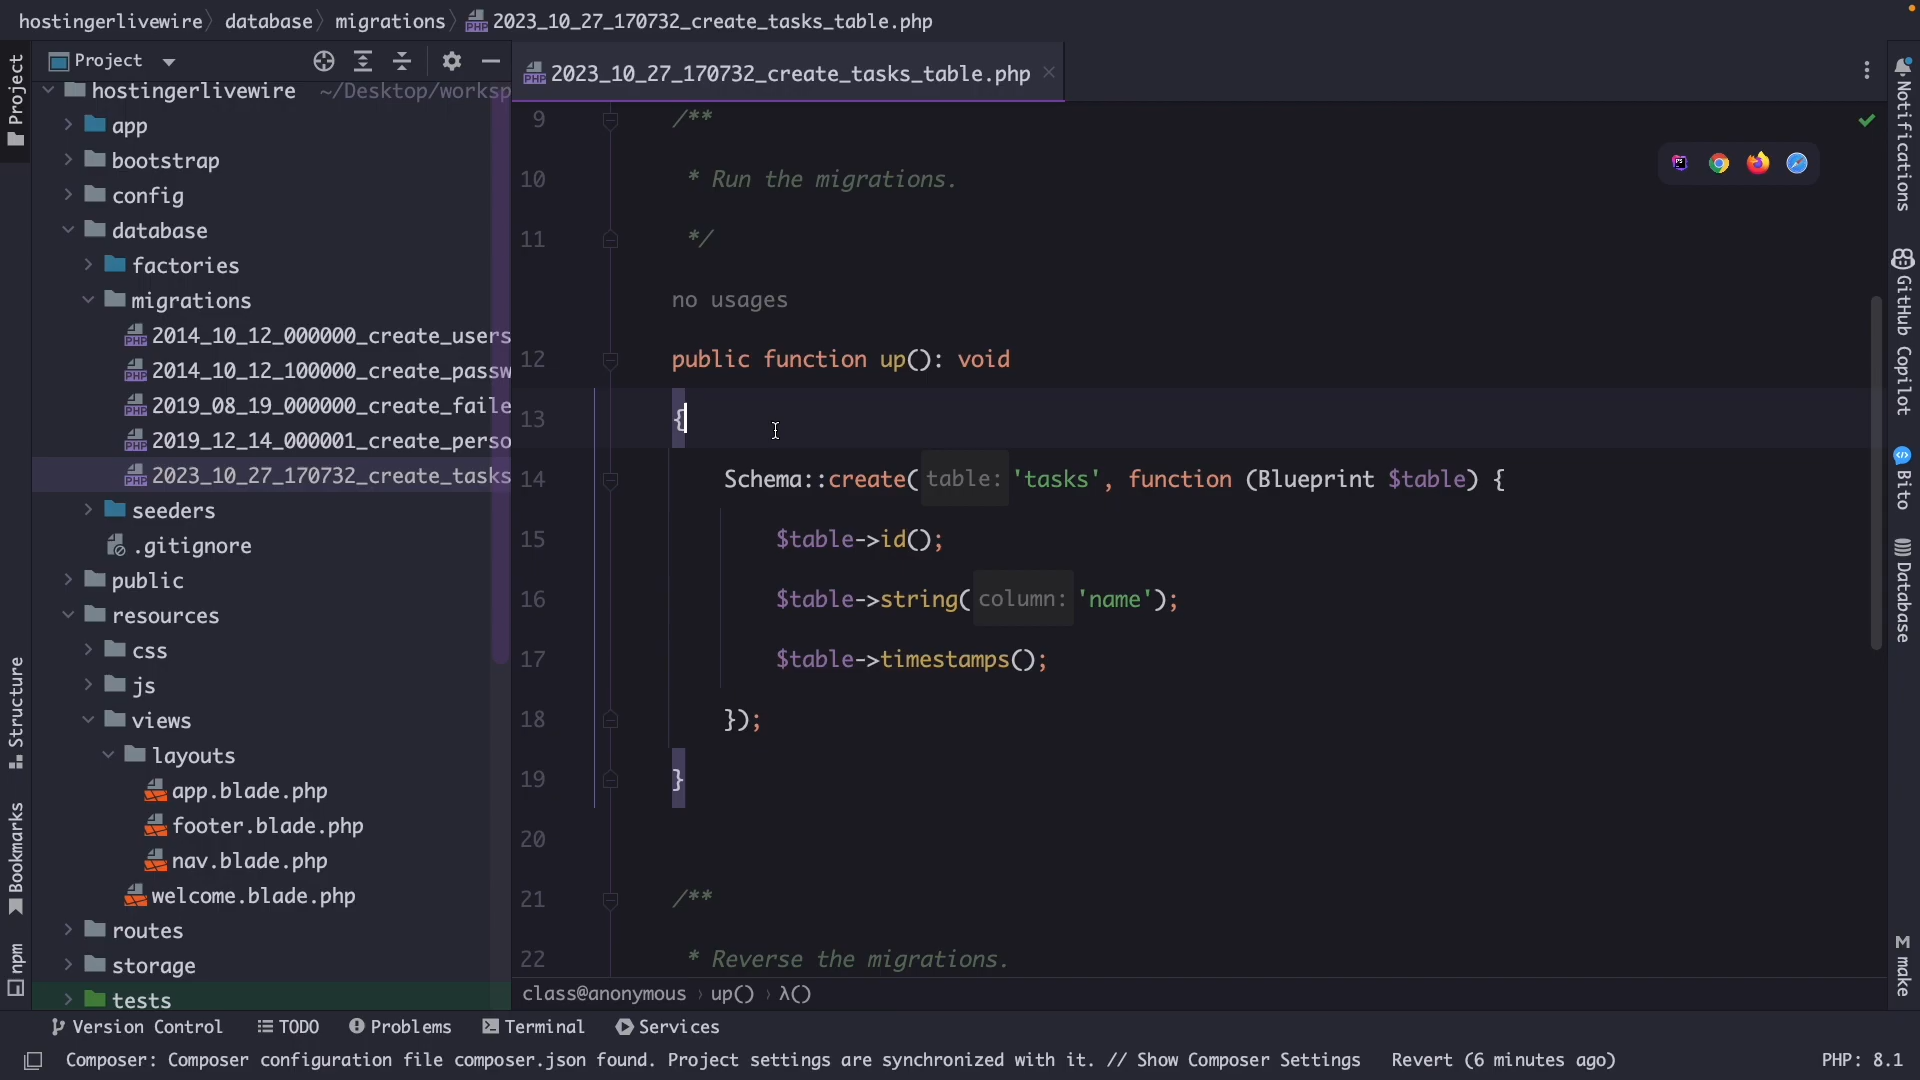 hostingerlivewire database migrations 2023_10_27_170732_create_tasks_table.php
Project
hostingerlivewire ~/Desktop/worksp
app
bootstrap
config
database
factories
migrations
2014_10_12_000000_create_users
2014_10_12_100000_create_passw
2019_08_19_000000_create_faile
2019_12_14_000001_create_perso
2023_10_27_170732_create_tasks
seeders
.gitignore
public
resources
css
js
views
layouts
app.blade.php
footer.blade.php
nav.blade.php
welcome.blade.php
routes
storage
tests
Project
Structure
Bookmarks
npm
2023_10_27_170732_create_tasks_table.php
9 /**
10 * Run the migrations.
11 */
no usages
12 public function up(): void
13 {
14 Schema::create( table: 'tasks', function (Blueprint $table) {
15 $table->id();
16 $table->string( column: 'name');
17 $table->timestamps();
18 });
19 }
20
21 /**
22 * Reverse the migrations.
class@anonymous › up() › λ()
Notifications
GitHub Copilot
Bito
Database
make
Version Control TODO Problems Terminal Services
Composer: Composer configuration file composer.json found. Project settings are synchronized with it. // Show Composer Settings Revert (6 minutes ago) PHP: 8.1